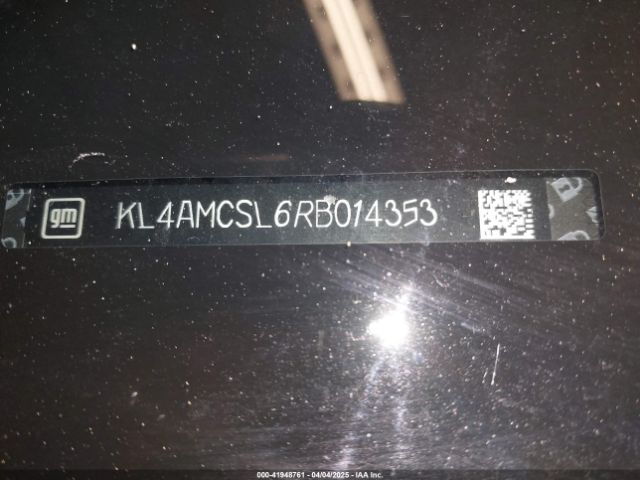 gm KL4AMCSL6RB014353
000-41948761 - 04/04/2025 - IAA Inc.